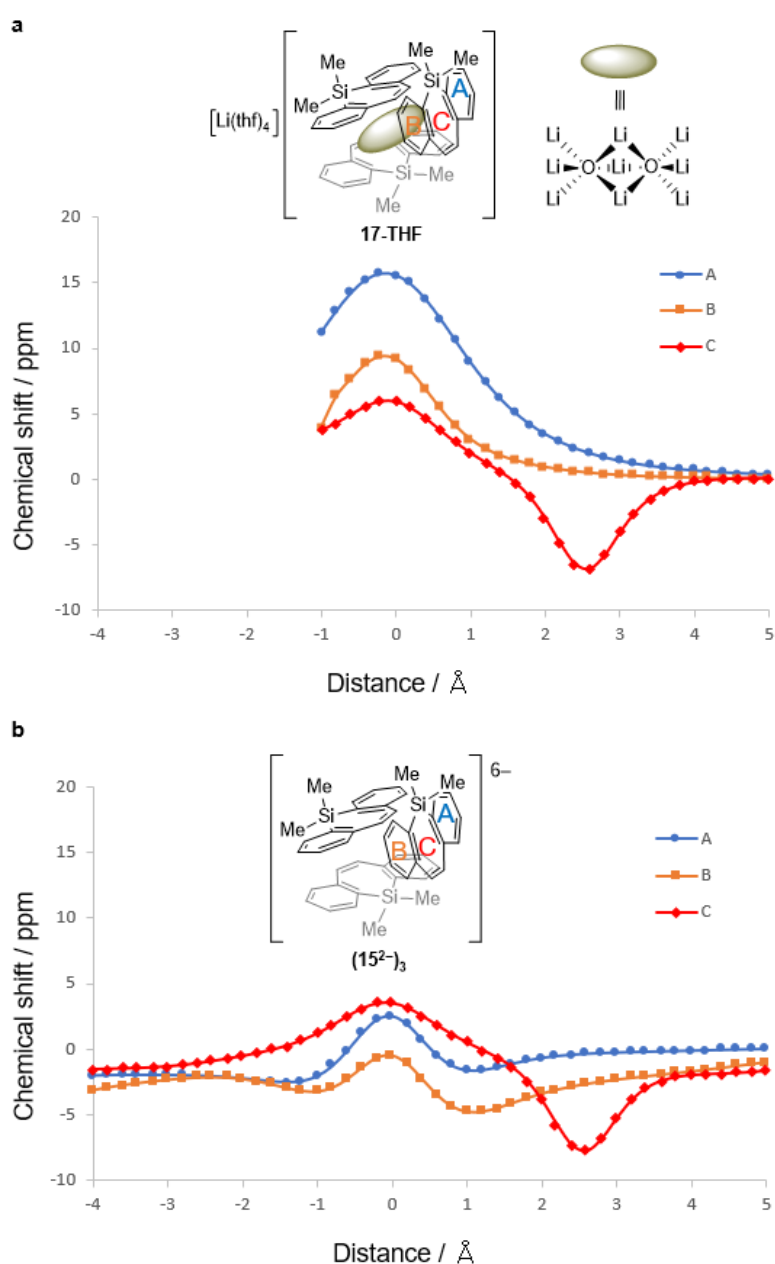 a
Me Me
Me Si
Si A
Me
[Li(thf)4]
B C
Si Me
Me
17-THF
Li Li Li
Li O Li O Li
Li Li Li
20
15
10
5
0
-5
-10
Chemical shift / ppm
A
B
C
-4 -3 -2 -1 0 1 2 3 4 5
Distance / Å
b
6–
Me Me
Me Si
Si A
Me
B C
Si Me
Me
(15²⁻)₃
20
15
10
5
0
-5
-10
Chemical shift / ppm
A
B
C
-4 -3 -2 -1 0 1 2 3 4 5
Distance / Å